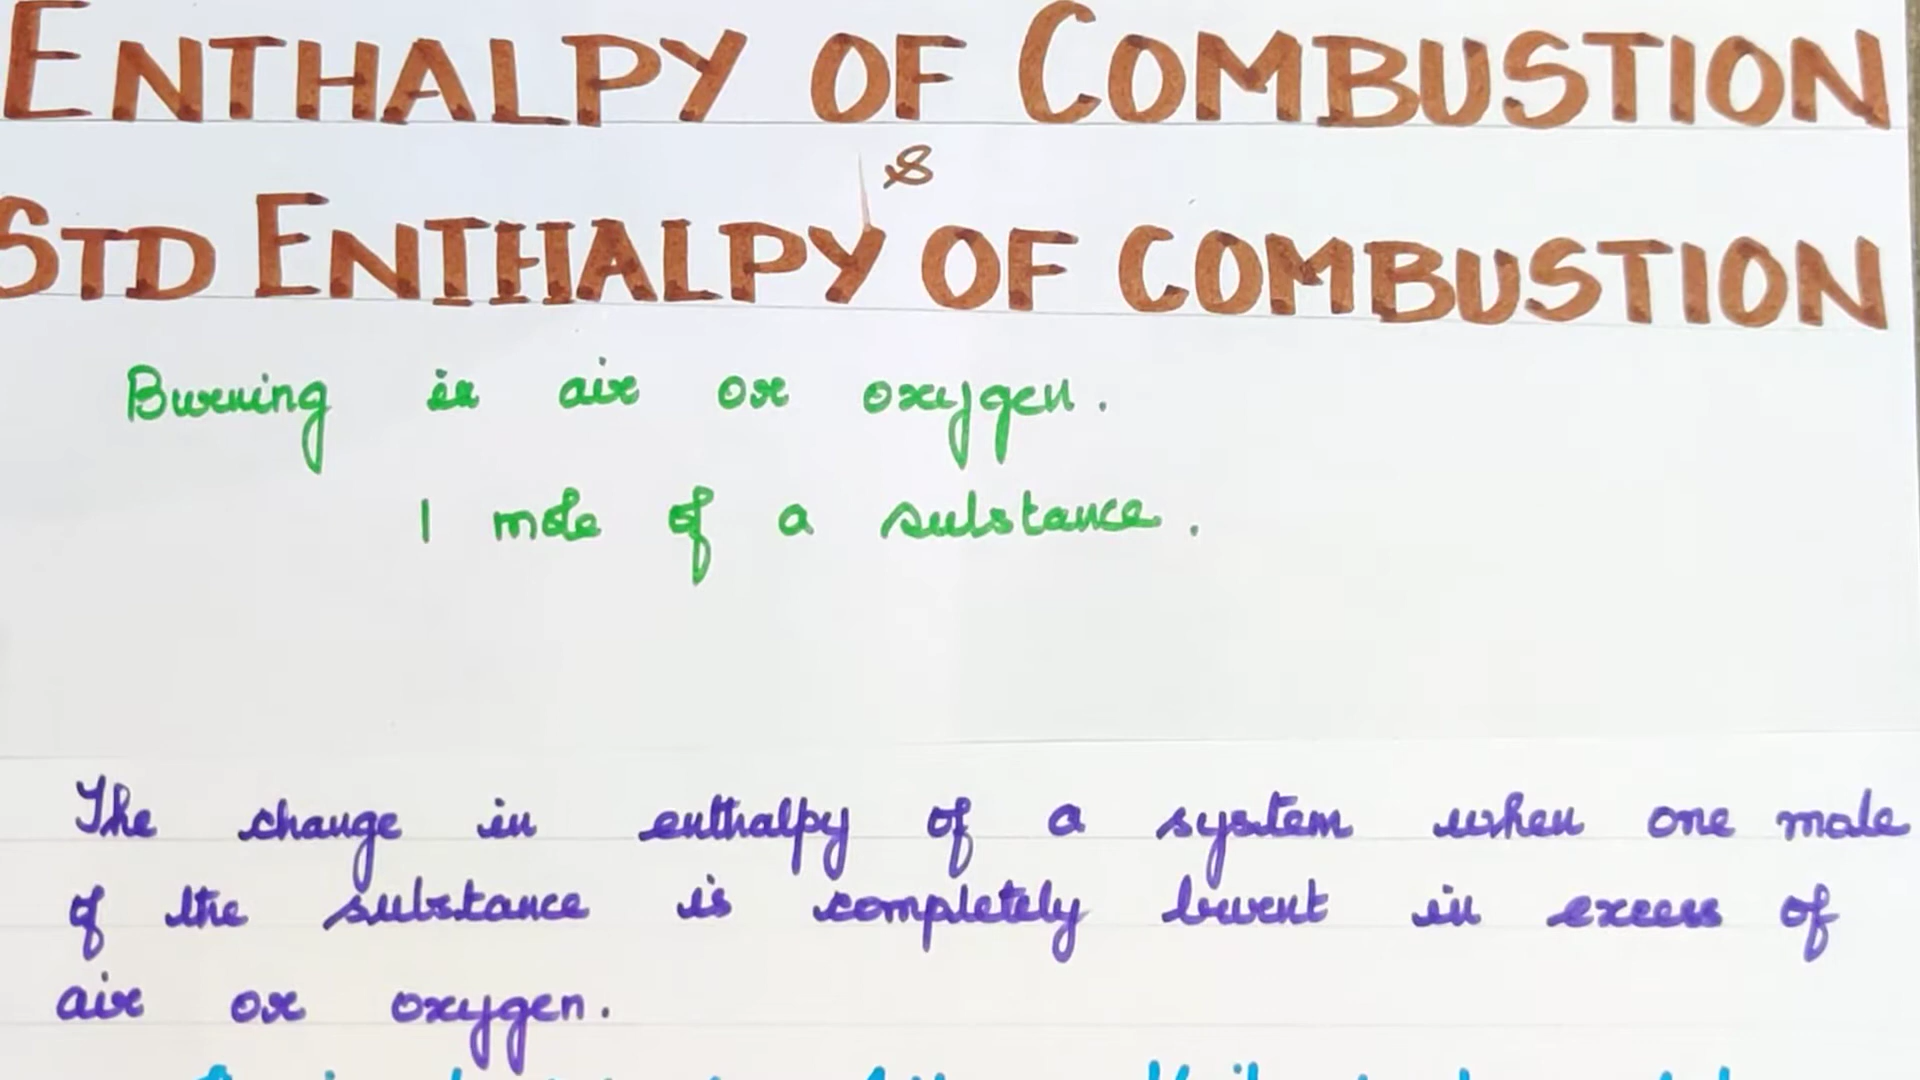 ENTHALPY OF COMBUSTION
&
STD ENTHALPY OF COMBUSTION
Burning in air or oxygen.
1 mole of a substance.
The change in enthalpy of a system when one mole
of the substance is completely burnt in excess of
air or oxygen.